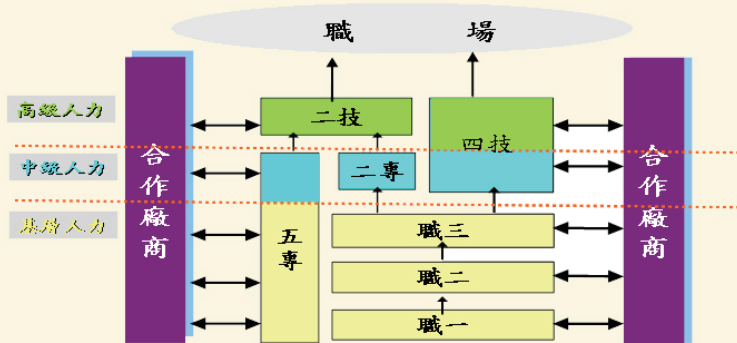 職 場
高級人力
二技
四技
中級人力
二專
合作廠商
合作廠商
基層人力
五專
職三
職二
職一